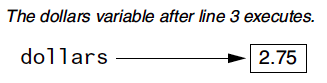 The dollars variable after line 3 executes.
dollars 2.75